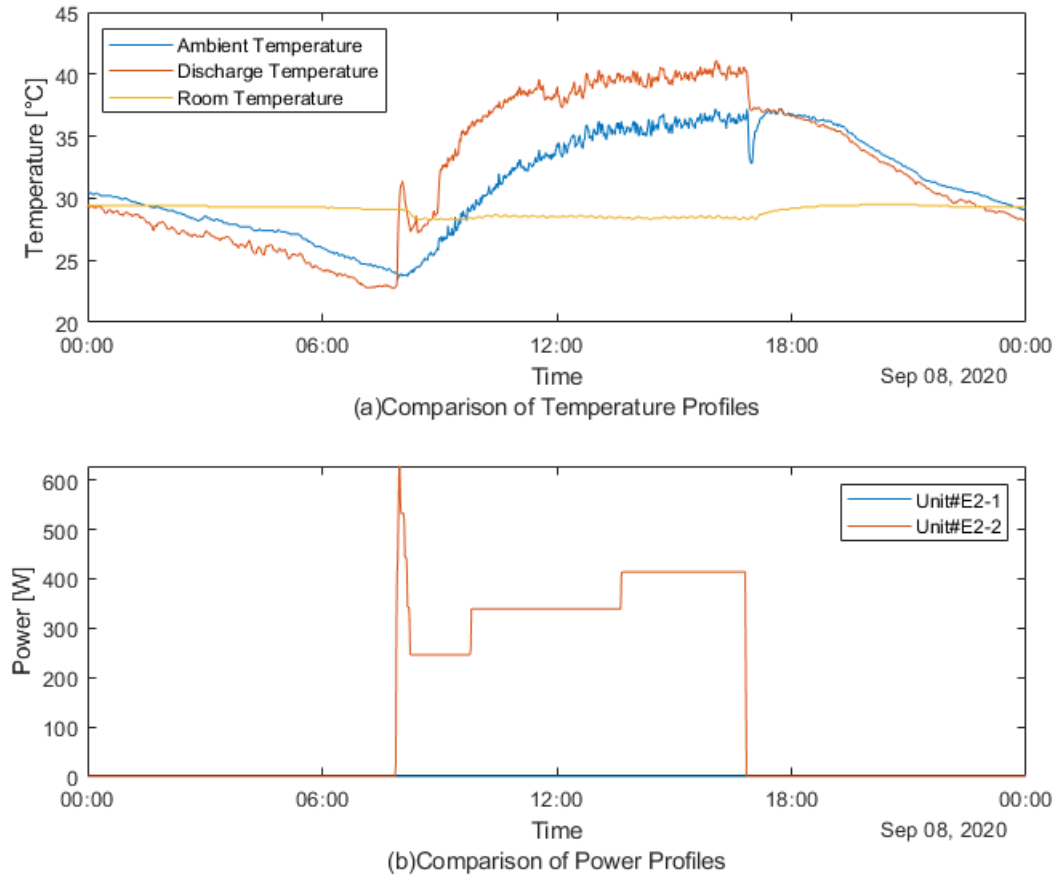 45
40
35
30
25
20
Temperature [°C]
Ambient Temperature
Discharge Temperature
Room Temperature
00:00 06:00 12:00 18:00 00:00
Time
Sep 08, 2020
(a)Comparison of Temperature Profiles
600
500
400
300
200
100
0
Power [W]
Unit#E2-1
Unit#E2-2
00:00 06:00 12:00 18:00 00:00
Time
Sep 08, 2020
(b)Comparison of Power Profiles